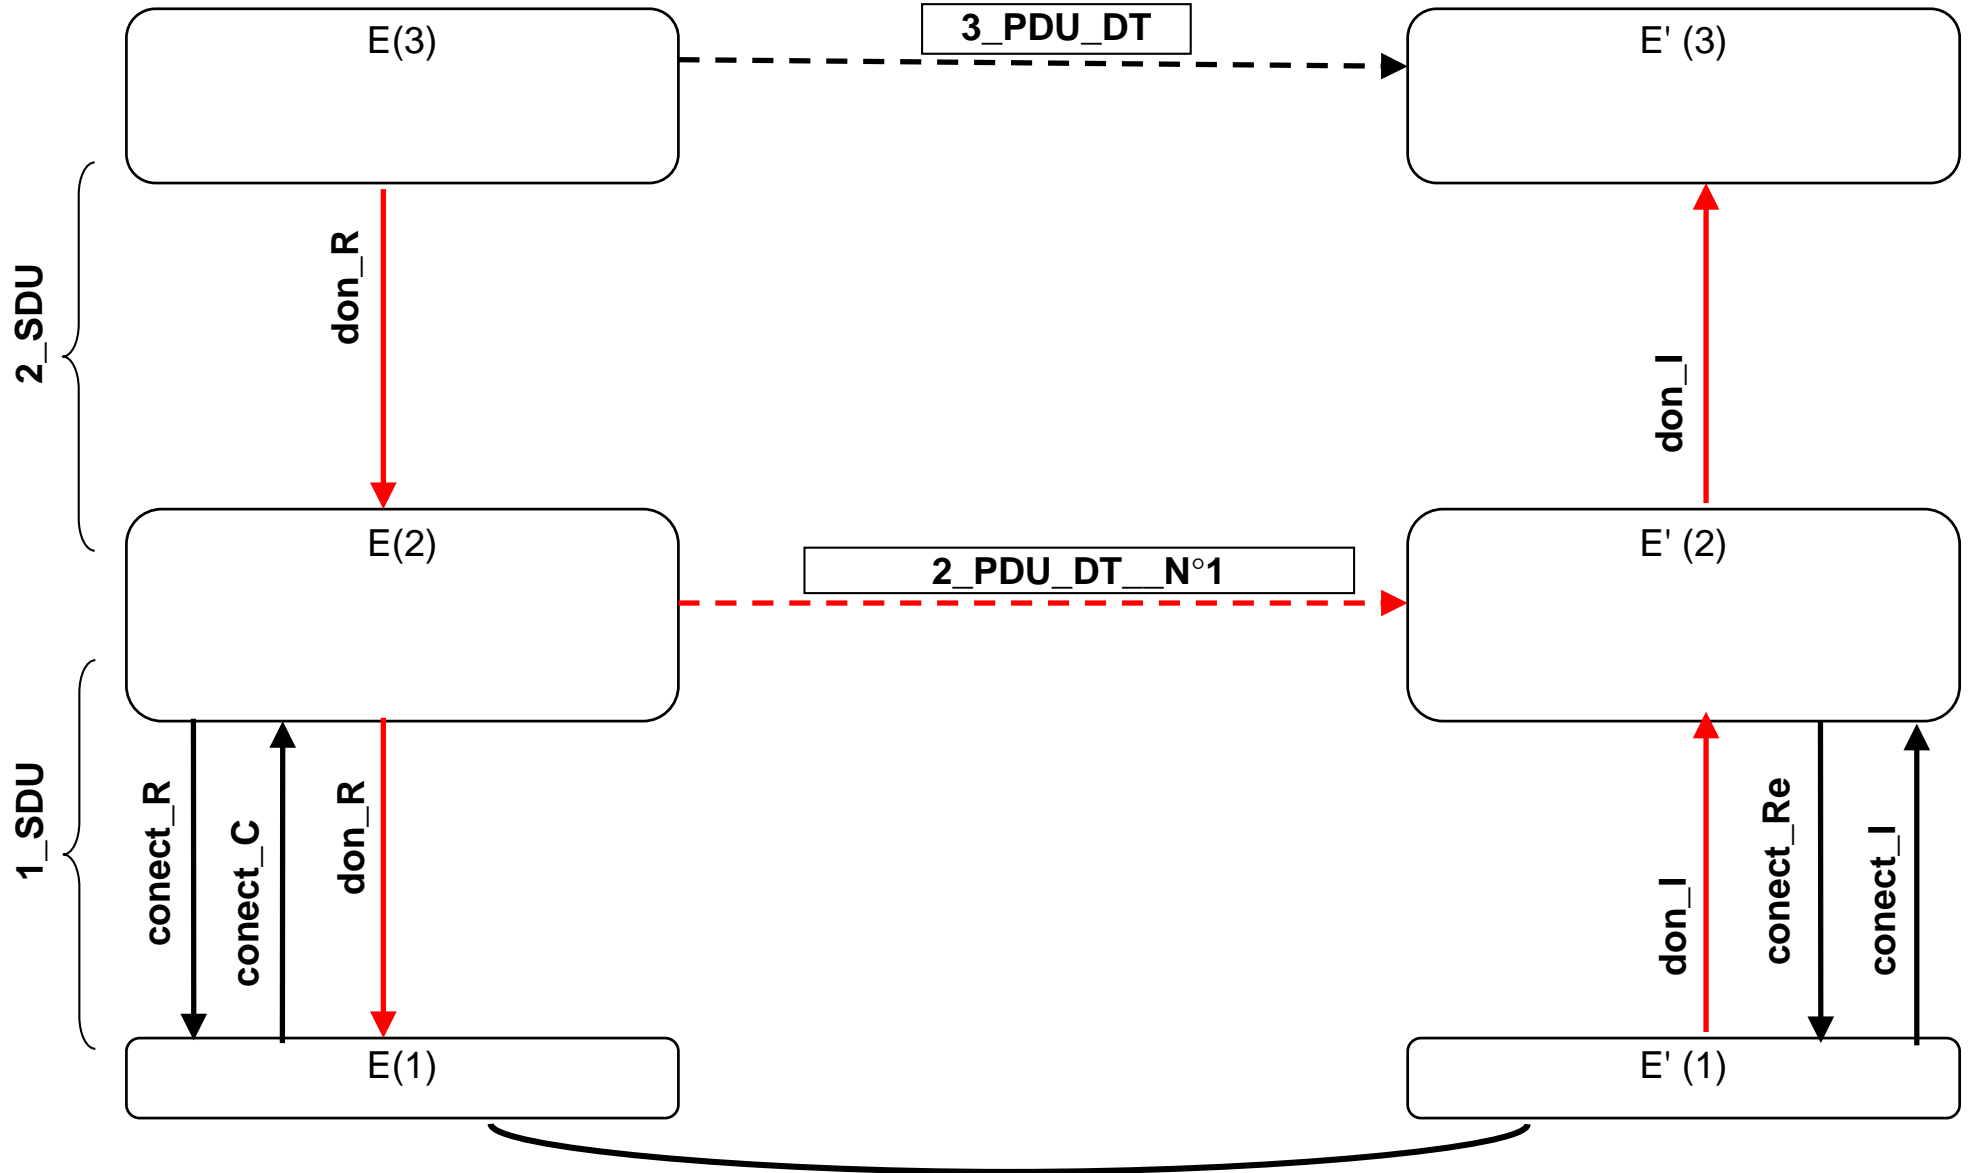 E(3)
3_PDU_DT
E' (3)
2_SDU
don_R
don_I
E(2)
2_PDU_DT__N°1
E' (2)
1_SDU
conect_R
conect_C
don_R
don_I
conect_Re
conect_I
E(1)
E' (1)